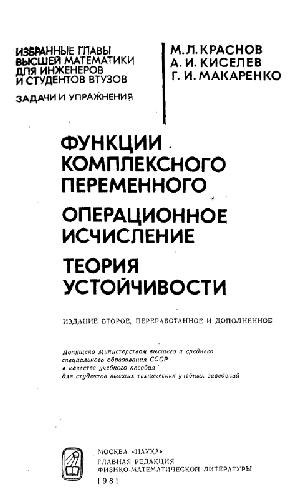 ИЗБРАННЫЕ ГЛАВЫ
ВЫСШЕЙ МАТЕМАТИКИ
ДЛЯ ИНЖЕНЕРОВ
И СТУДЕНТОВ ВТУЗОВ
ЗАДАЧИ И УПРАЖНЕНИЯ
М. Л. КРАСНОВ
А. И. КИСЕЛЕВ
Г. И. МАКАРЕНКО
ФУНКЦИИ
КОМПЛЕКСНОГО
ПЕРЕМЕННОГО
ОПЕРАЦИОННОЕ
ИСЧИСЛЕНИЕ
ТЕОРИЯ
УСТОЙЧИВОСТИ
ИЗДАНИЕ ВТОРОЕ, ПЕРЕРАБОТАННОЕ И ДОПОЛНЕННОЕ
Допущено Министерством высшего и среднего
специального образования СССР
в качестве учебного пособия
для студентов высших технических учебных заведений
МОСКВА «НАУКА»
ГЛАВНАЯ РЕДАКЦИЯ
ФИЗИКО-МАТЕМАТИЧЕСКОЙ ЛИТЕРАТУРЫ
1981